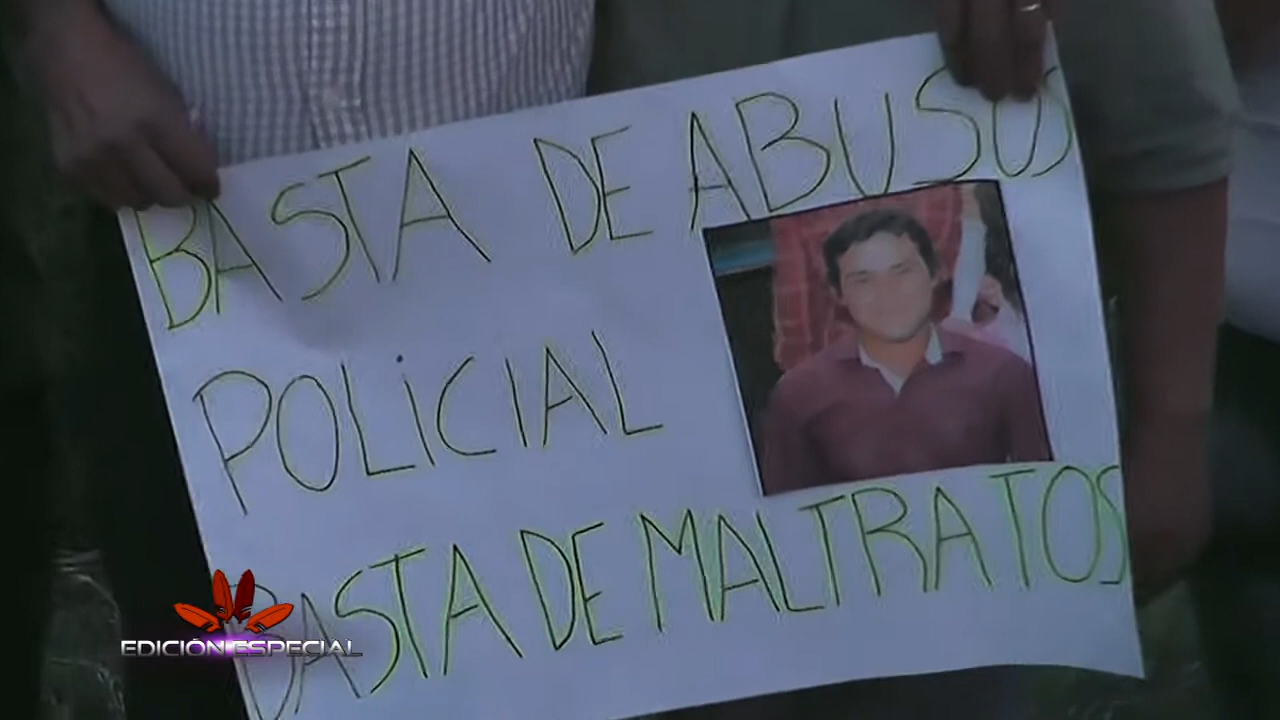 BASTA DE ABUSOS
POLICIAL
BASTA DE MALTRATOS
EDICIÓN ESPECIAL